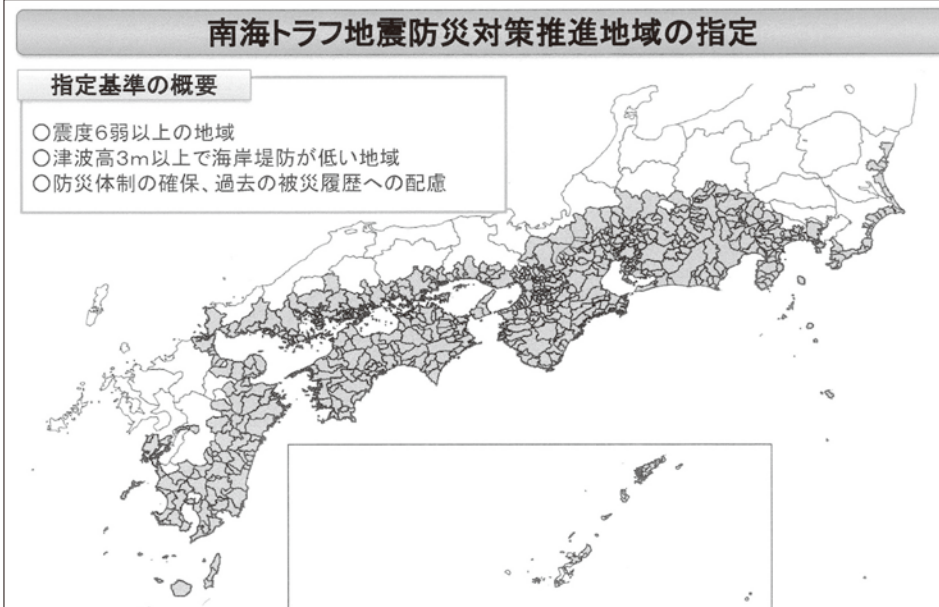 南海トラフ地震防災対策推進地域の指定
指定基準の概要
○震度6弱以上の地域
○津波高3m以上で海岸堤防が低い地域
○防災体制の確保、過去の被災履歴への配慮